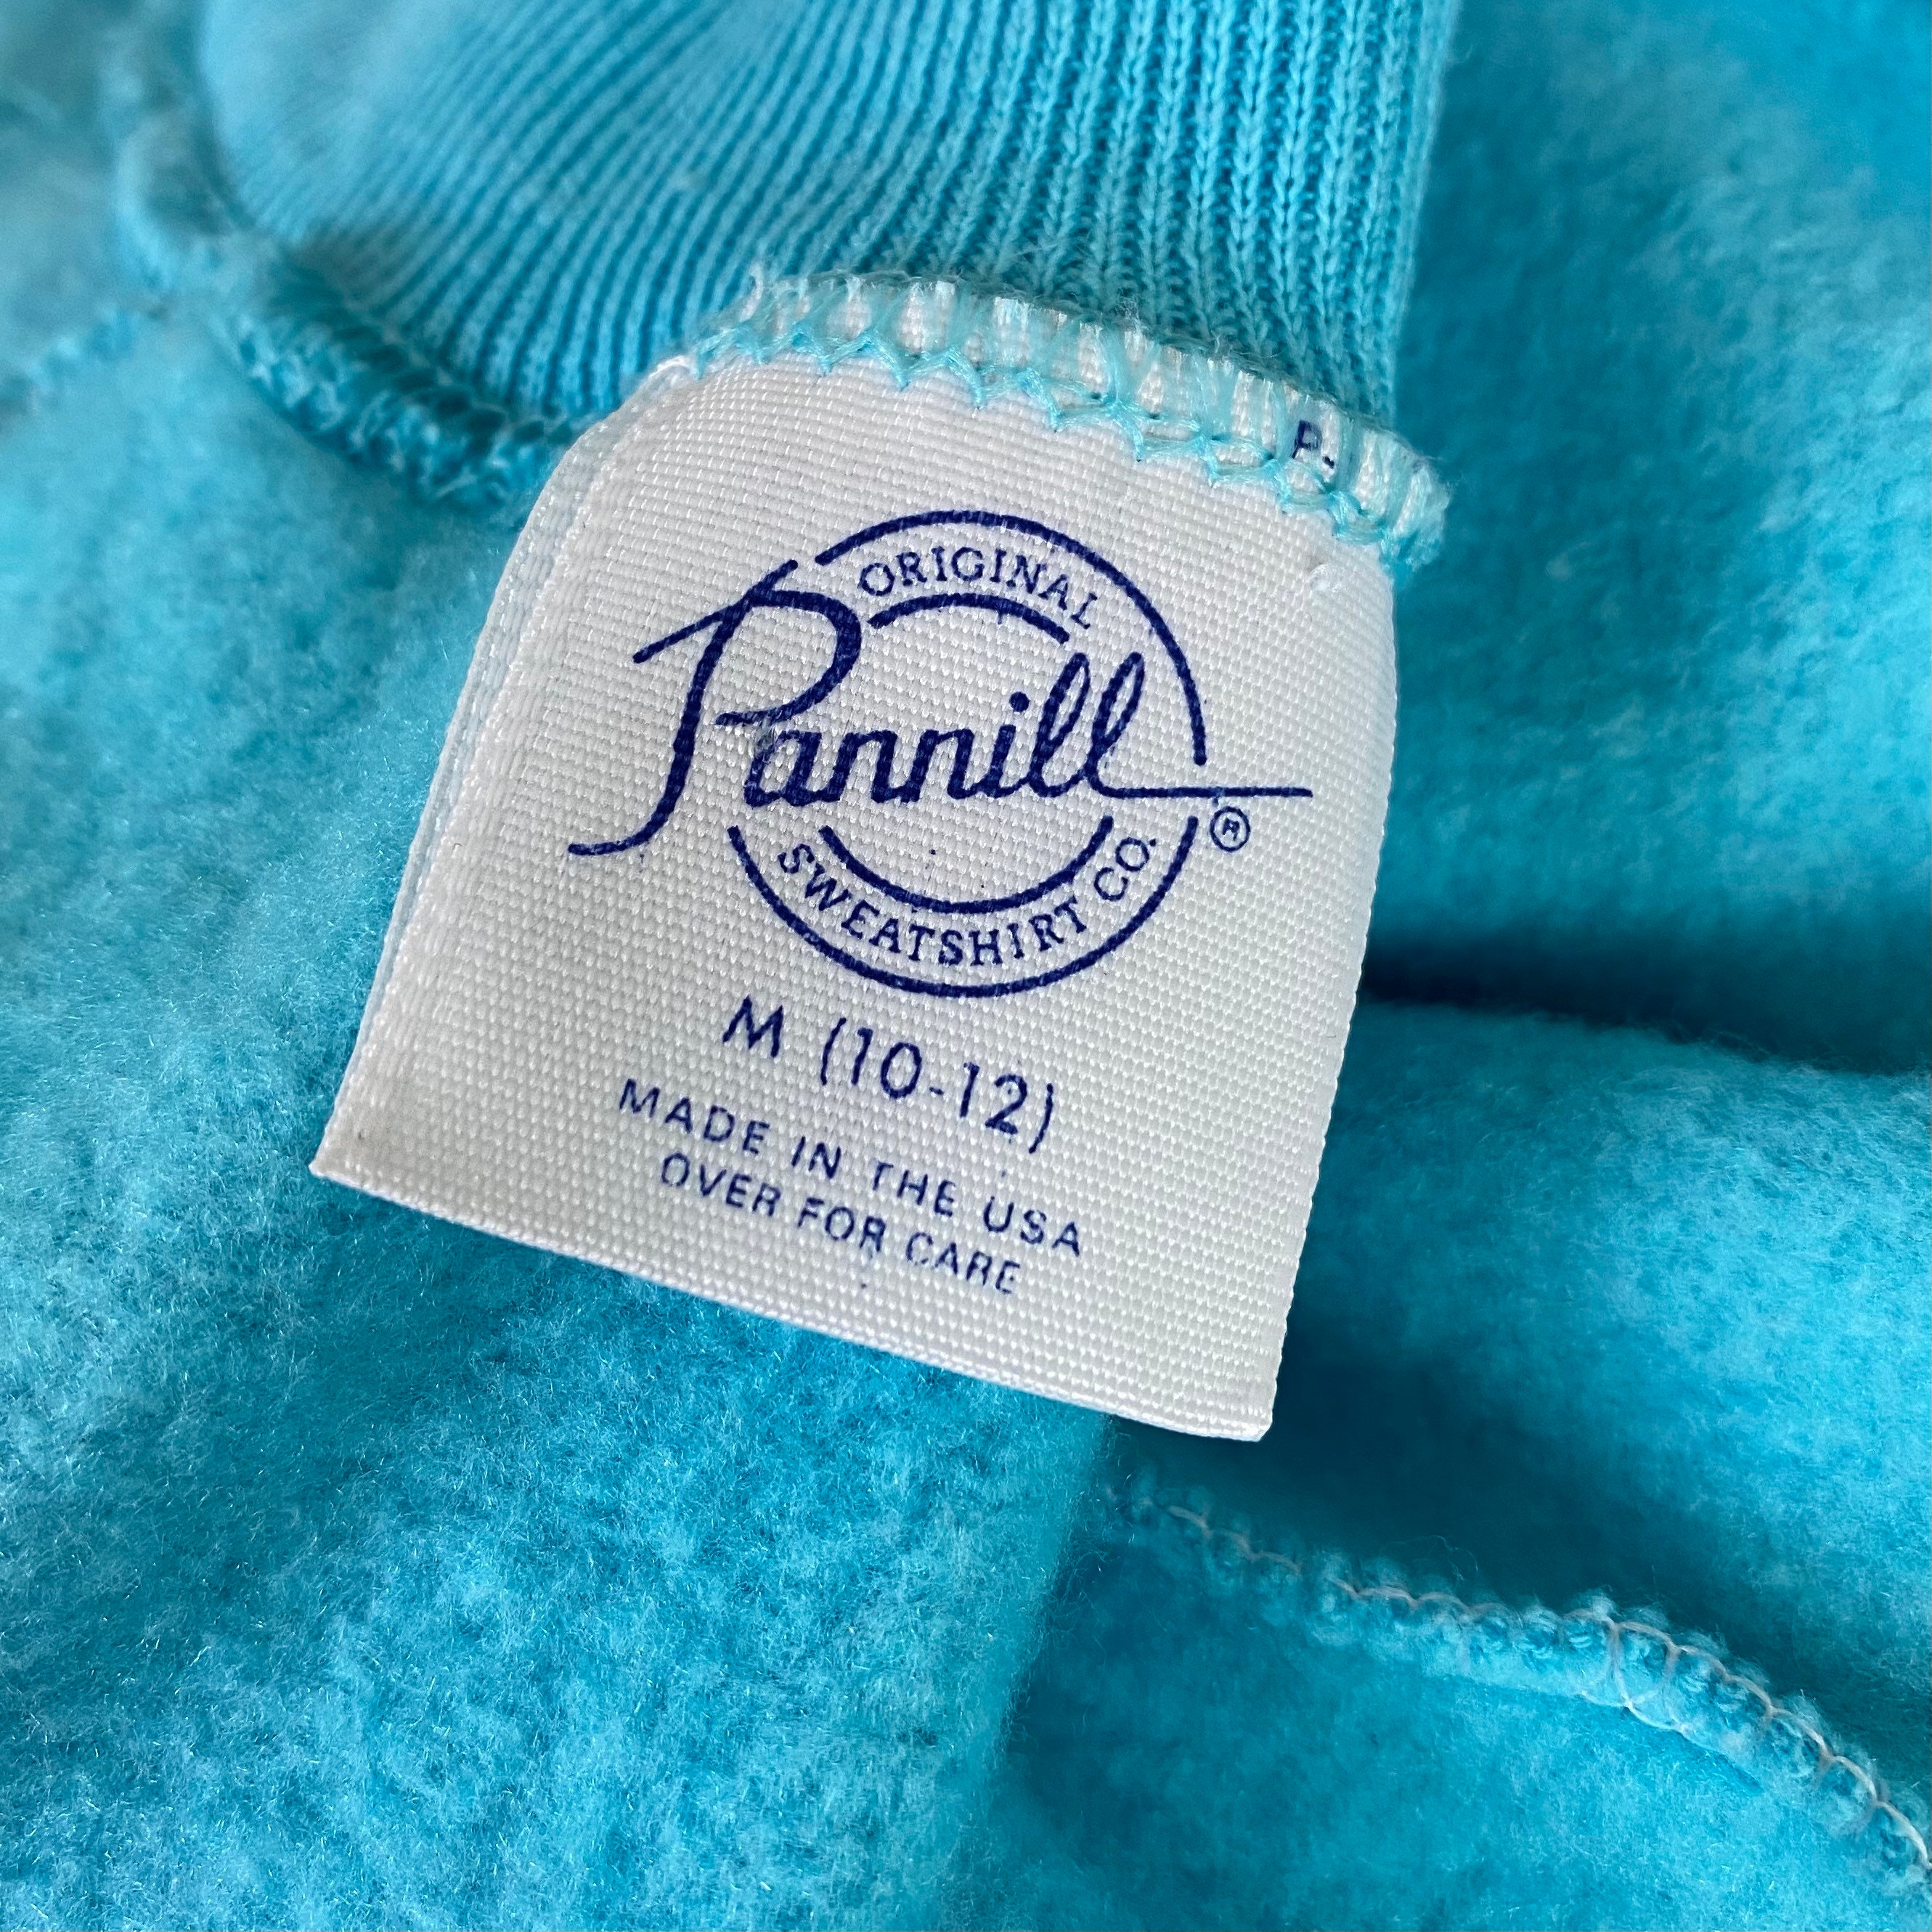 P-
ORIGINAL
Pannill
®
SWEATSHIRT CO.
M (10-12)
MADE IN THE USA
OVER FOR CARE